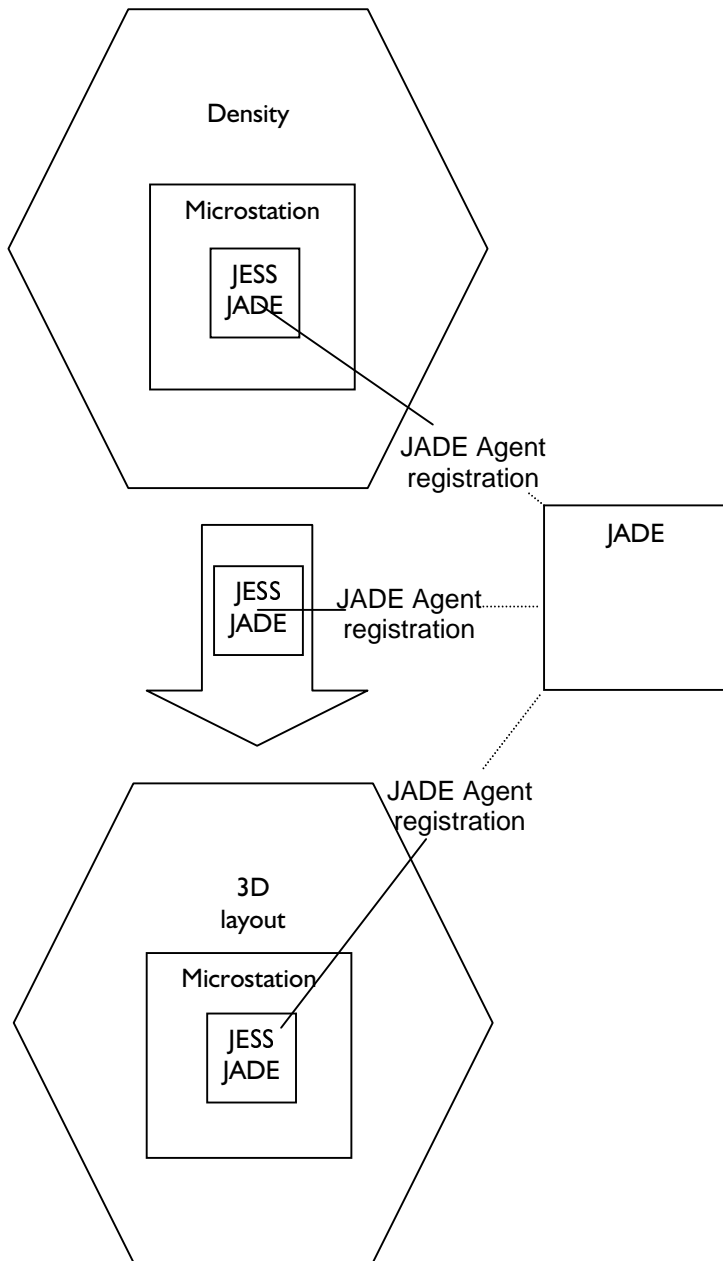 Density
Microstation
JESS
JADE
JADE Agent
registration
JADE
JESS
JADE
JADE Agent
registration
JADE Agent
registration
3D
layout
Microstation
JESS
JADE